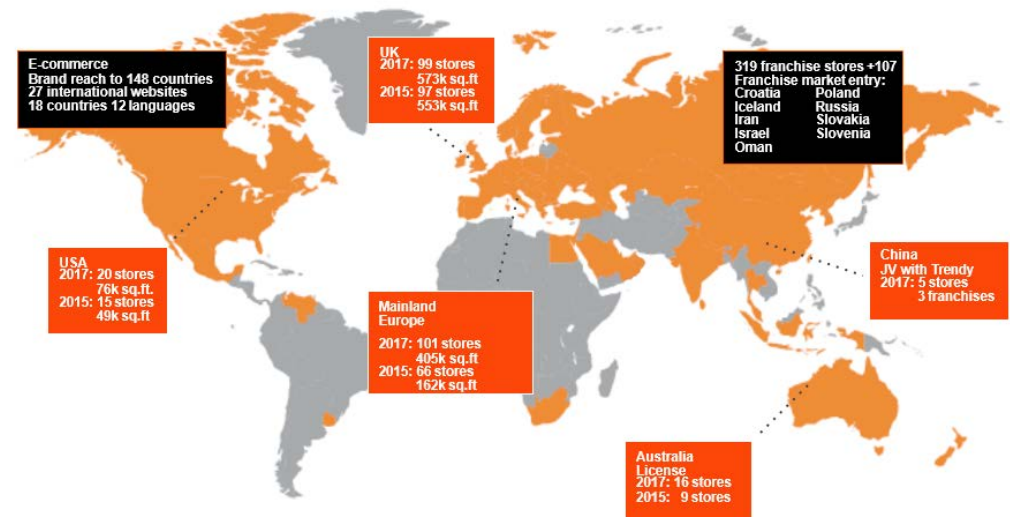 E-commerce
Brand reach to 148 countries
27 international websites
18 countries 12 languages
UK
2017: 99 stores
573k sq.ft
2015: 97 stores
553k sq.ft
319 franchise stores +107
Franchise market entry:
Croatia Poland
Iceland Russia
Iran Slovakia
Israel Slovenia
Oman
USA
2017: 20 stores
76k sq.ft.
2015: 15 stores
49k sq.ft
Mainland
Europe
2017: 101 stores
405k sq.ft
2015: 66 stores
162k sq.ft
China
JV with Trendy
2017: 5 stores
3 franchises
Australia
License
2017: 16 stores
2015: 9 stores